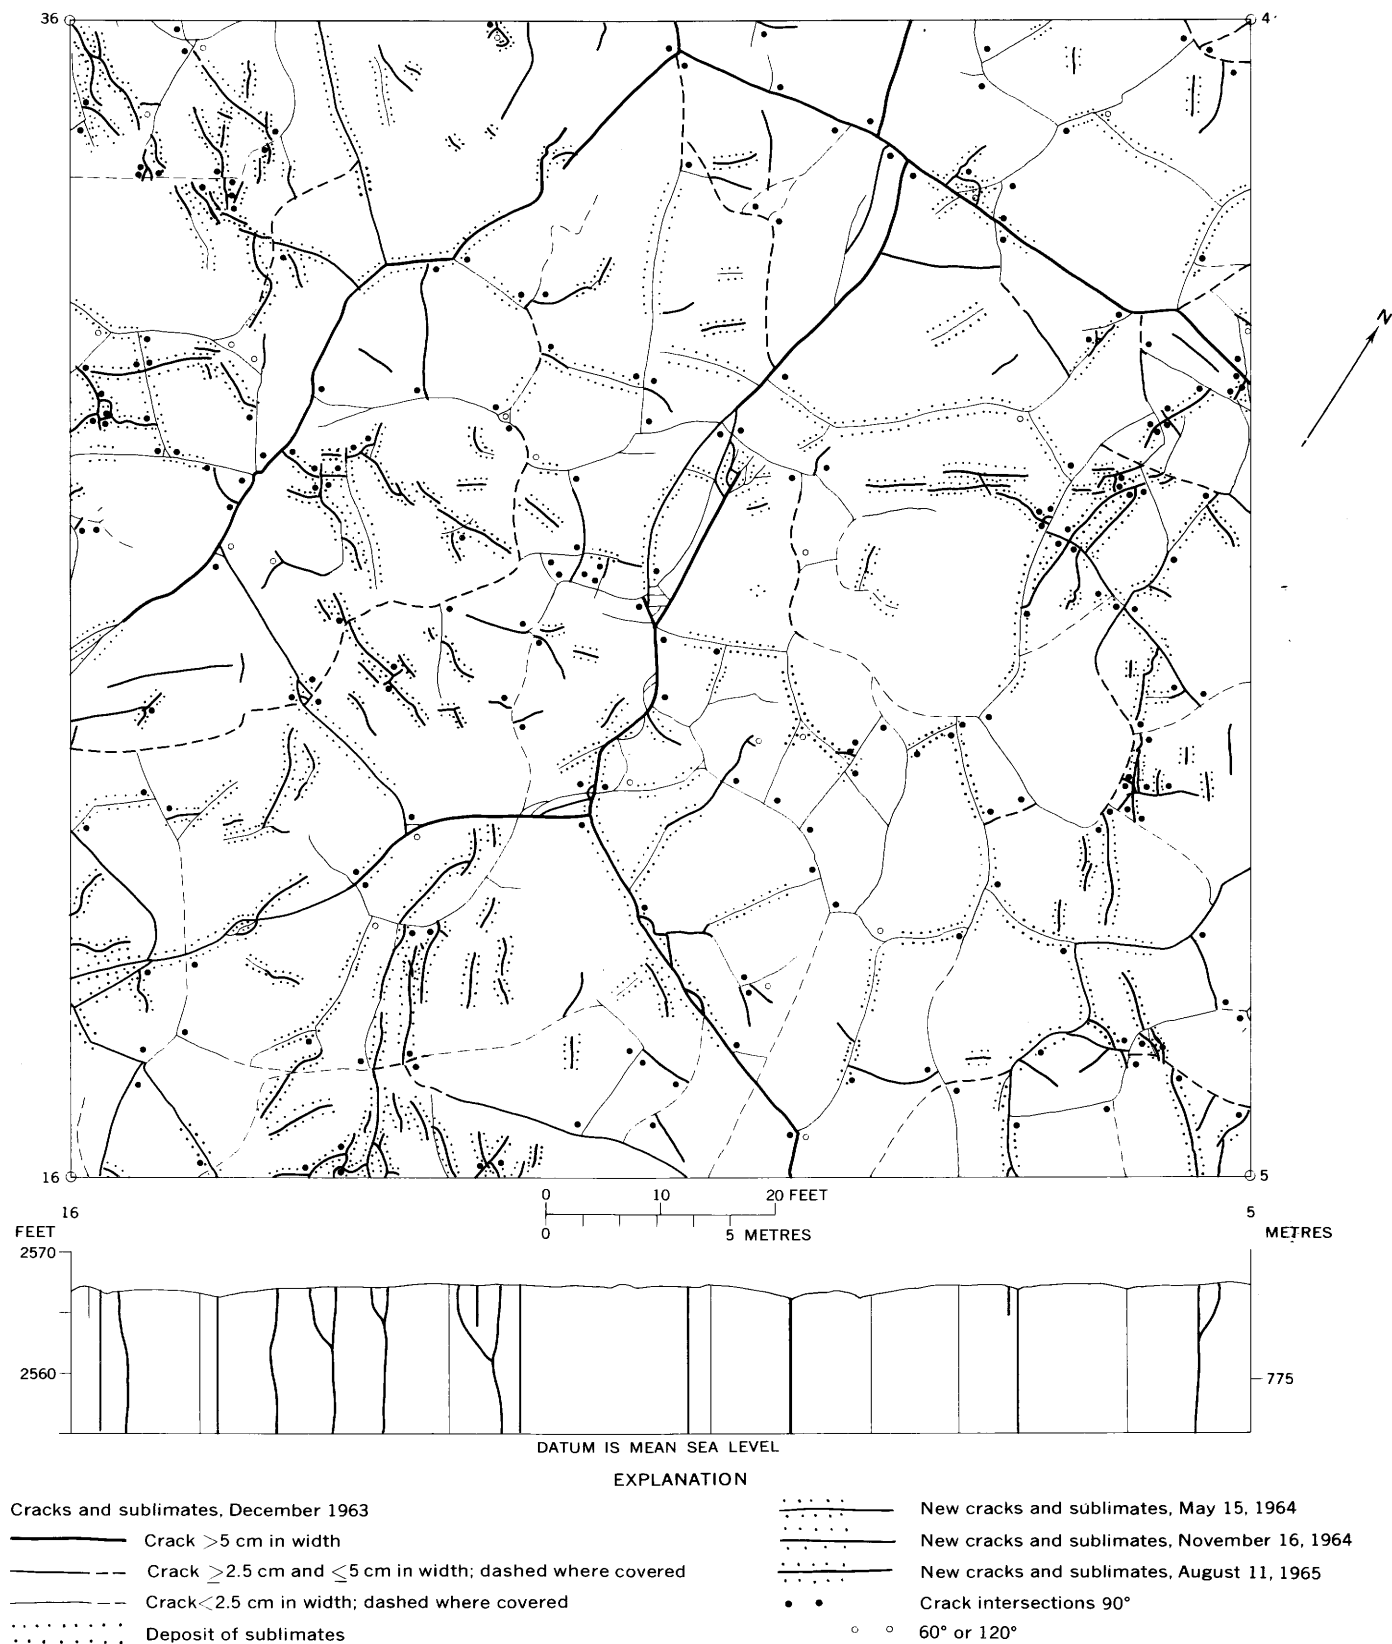 36
4
N
16
5
0 10 20 FEET
0 5 METRES
16
5
FEET
METRES
2570
2560
775
DATUM IS MEAN SEA LEVEL
EXPLANATION
Cracks and sublimates, December 1963
Crack >5 cm in width
Crack ≥2.5 cm and ≤5 cm in width; dashed where covered
Crack<2.5 cm in width; dashed where covered
Deposit of sublimates
New cracks and sublimates, May 15, 1964
New cracks and sublimates, November 16, 1964
New cracks and sublimates, August 11, 1965
Crack intersections 90°
60° or 120°